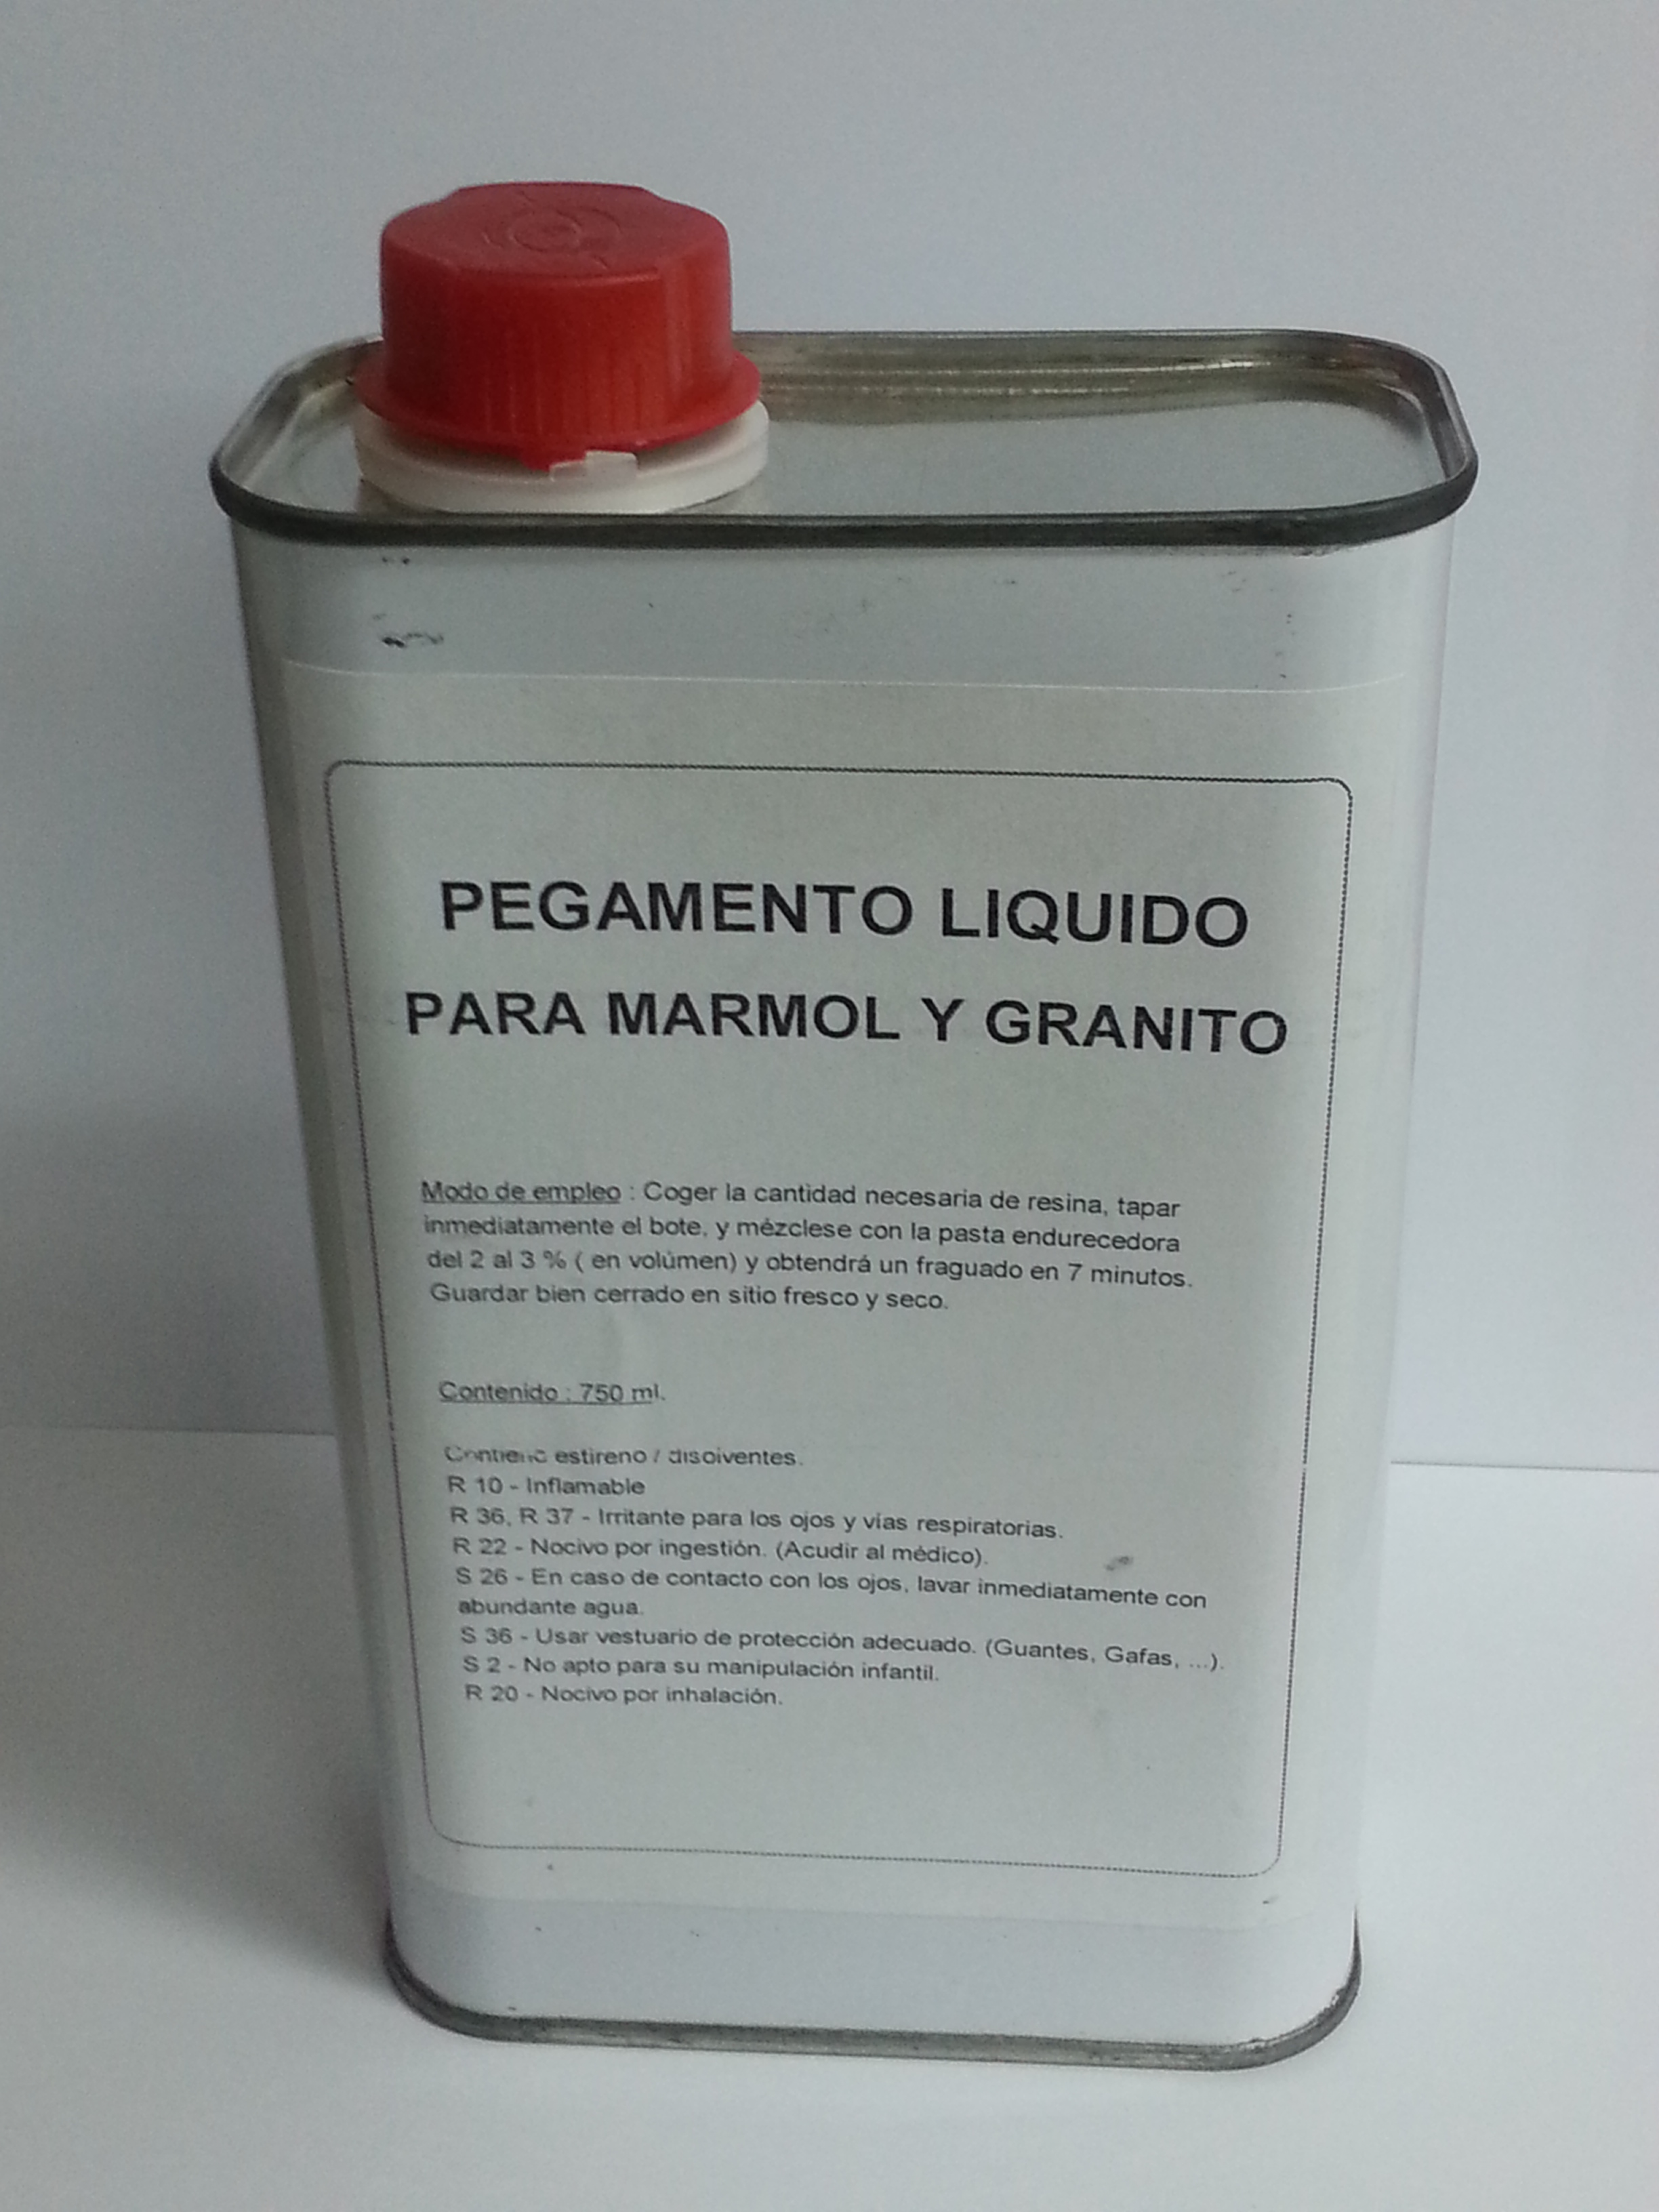 PEGAMENTO LIQUIDO
PARA MARMOL Y GRANITO
Modo de empleo : Coger la cantidad necesaria de resina, tapar
inmediatamente el bote, y mézclese con la pasta endurecedora
del 2 al 3 % ( en volúmen) y obtendrá un fraguado en 7 minutos.
Guardar bien cerrado en sitio fresco y seco.
Contenido : 750 ml.
Contiene estireno / disolventes.
R 10 - Inflamable
R 36, R 37 - Irritante para los ojos y vías respiratorias.
R 22 - Nocivo por ingestión. (Acudir al médico).
S 26 - En caso de contacto con los ojos, lavar inmediatamente con
abundante agua.
S 36 - Usar vestuario de protección adecuado. (Guantes, Gafas, ...).
S 2 - No apto para su manipulación infantil.
R 20 - Nocivo por inhalación.